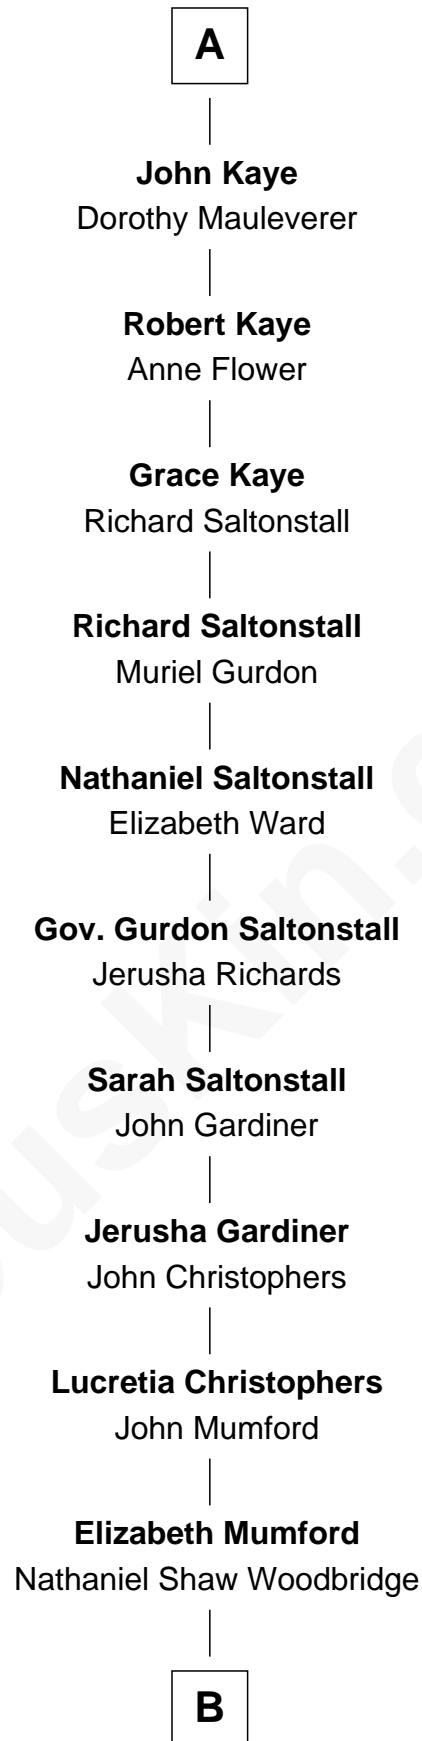 A
John Kaye
Dorothy Mauleverer
Robert Kaye
Anne Flower
Grace Kaye
Richard Saltonstall
Richard Saltonstall
Muriel Gurdon
Nathaniel Saltonstall
Elizabeth Ward
Gov. Gurdon Saltonstall
Jerusha Richards
Sarah Saltonstall
John Gardiner
Jerusha Gardiner
John Christophers
Lucretia Christophers
John Mumford
Elizabeth Mumford
Nathaniel Shaw Woodbridge
B